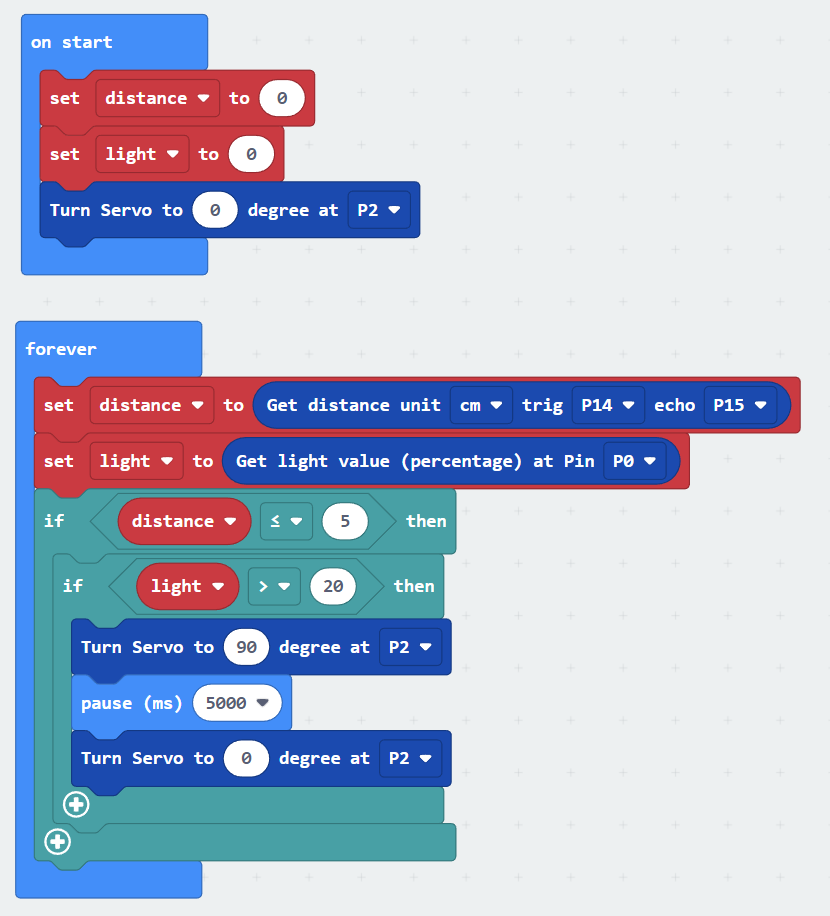 on start
set distance to 0
set light to 0
Turn Servo to 0 degree at P2
forever
set distance to Get distance unit cm trig P14 echo P15
set light to Get light value (percentage) at Pin P0
if distance ≤ 5 then
if light > 20 then
Turn Servo to 90 degree at P2
pause (ms) 5000
Turn Servo to 0 degree at P2